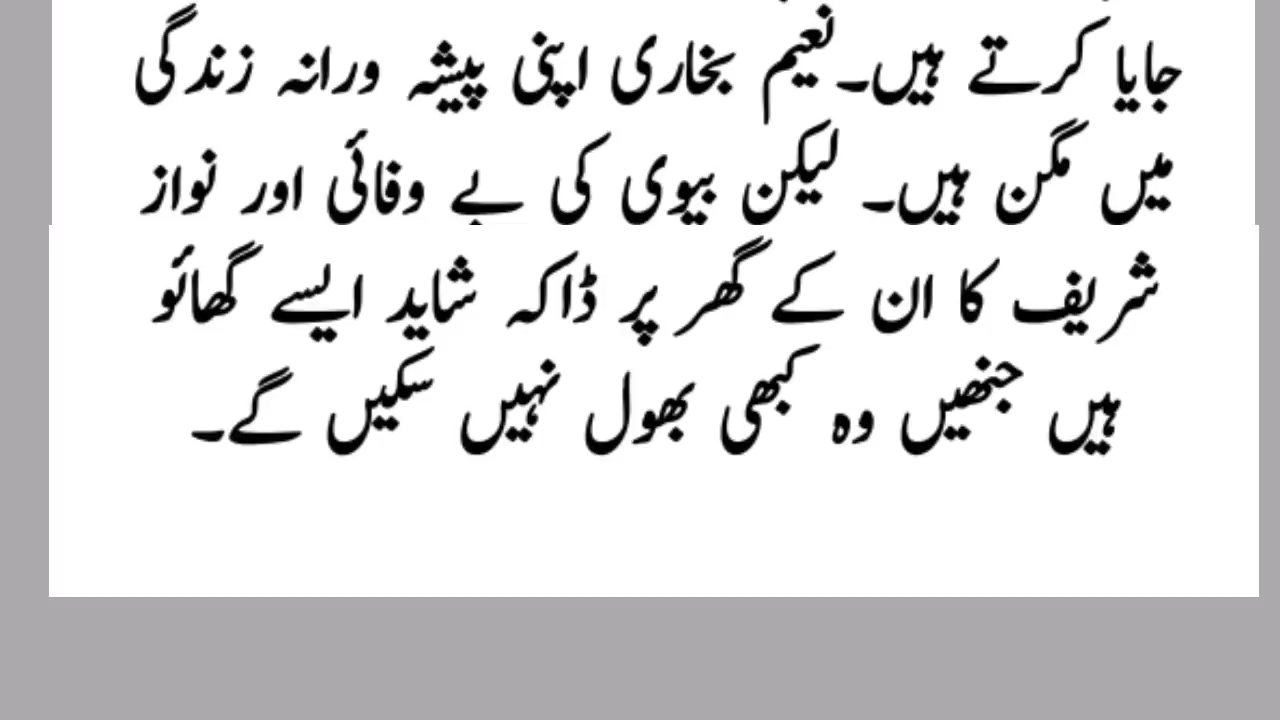 جایا کرتے ہیں۔نعیم بخاری اپنی پیشہ ورانہ زندگی
میں مگن ہیں۔ لیکن بیوی کی بے وفائی اور نواز
شریف کا ان کے گھر پر ڈاکہ شاید ایسے گھائو
ہیں جنھیں وہ کبھی بھول نہیں سکیں گے۔